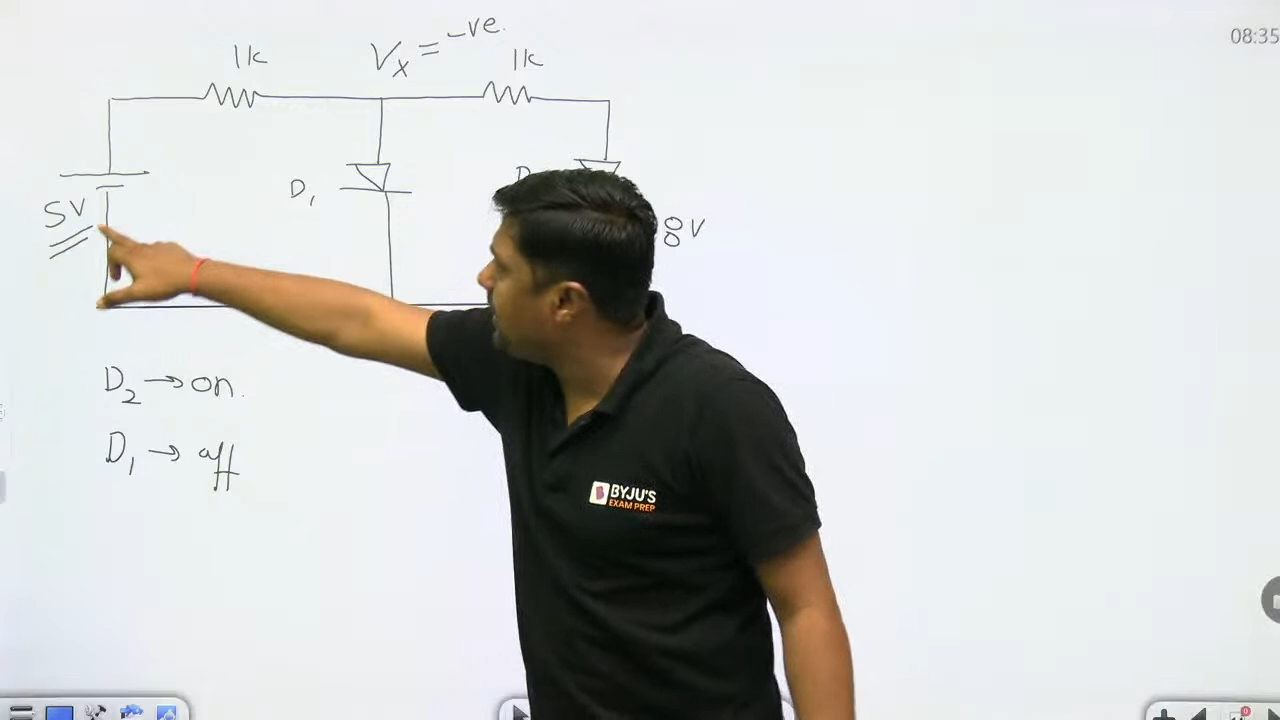 08:35
1k
Vx = -ve.
1k
D1
D
5V
8V
D2 → on.
D1 → off
BYJU'S
EXAM PREP